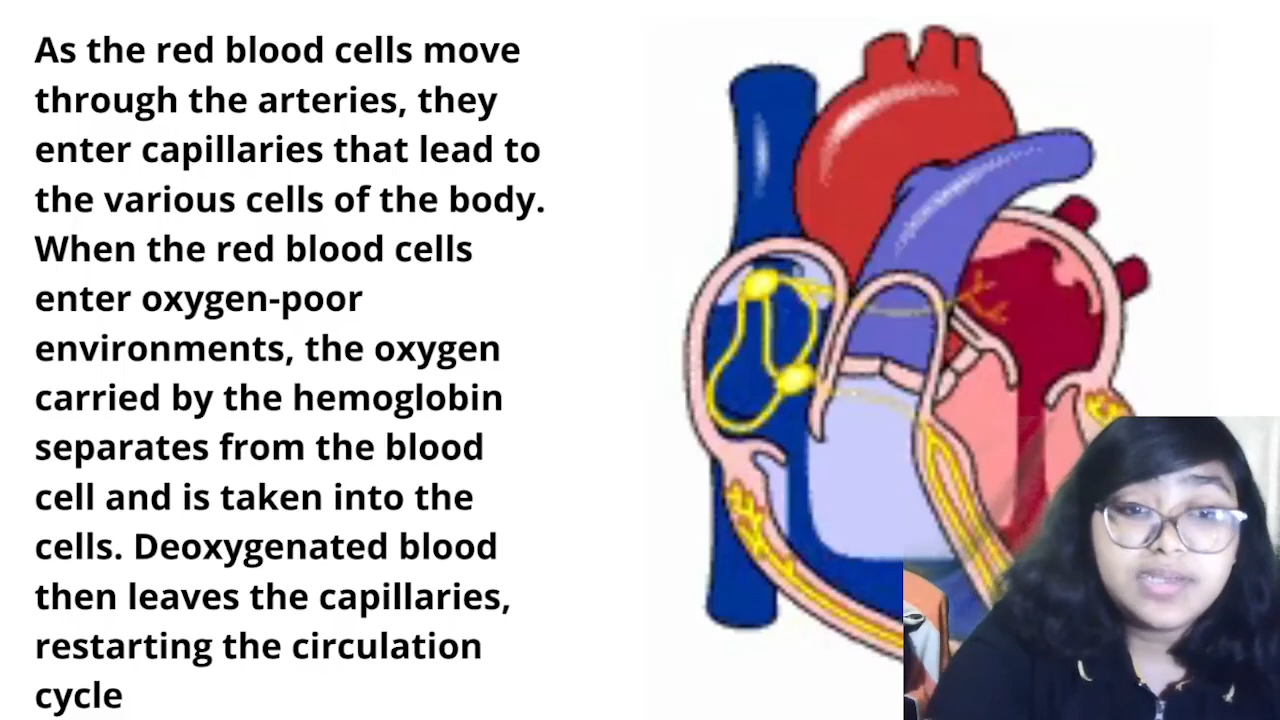 As the red blood cells move
through the arteries, they
enter capillaries that lead to
the various cells of the body.
When the red blood cells
enter oxygen-poor
environments, the oxygen
carried by the hemoglobin
separates from the blood
cell and is taken into the
cells. Deoxygenated blood
then leaves the capillaries,
restarting the circulation
cycle